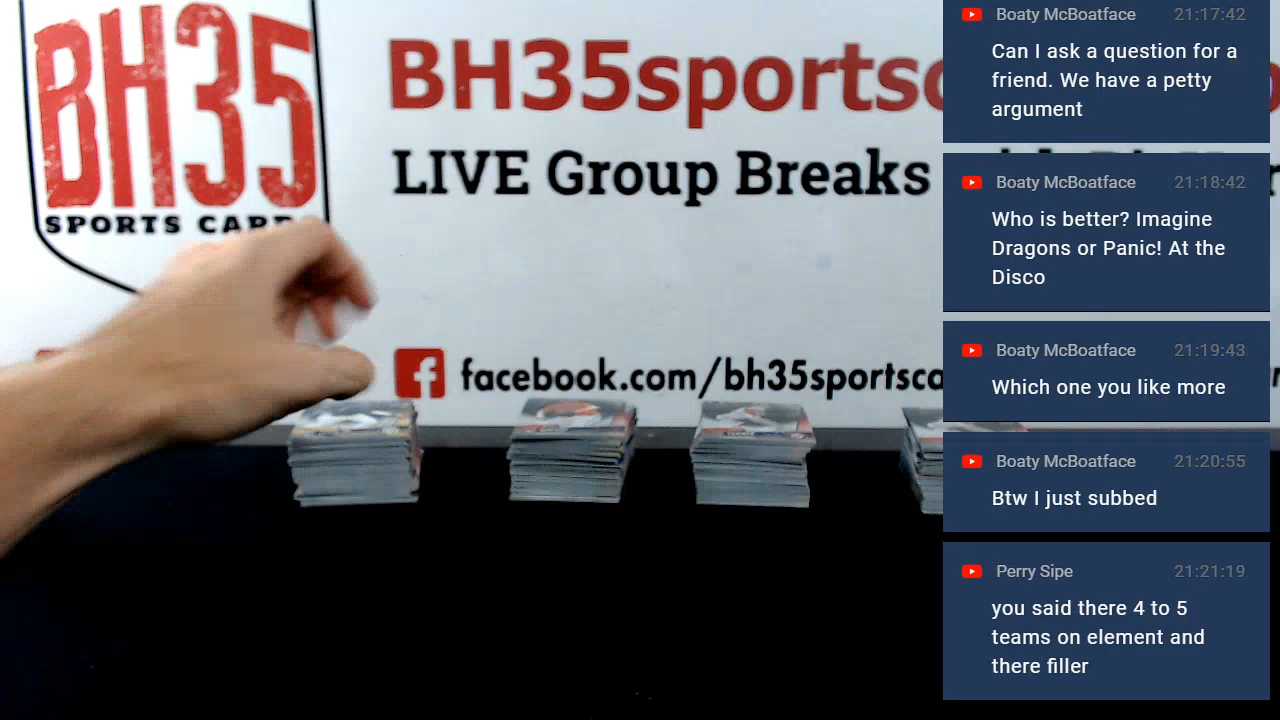 BH35
SPORTS CARD
BH35sportsc
LIVE Group Breaks
facebook.com/bh35sportsca
Boaty McBoatface 21:17:42
Can I ask a question for a
friend. We have a petty
argument
Boaty McBoatface 21:18:42
Who is better? Imagine
Dragons or Panic! At the
Disco
Boaty McBoatface 21:19:43
Which one you like more
Boaty McBoatface 21:20:55
Btw I just subbed
Perry Sipe 21:21:19
you said there 4 to 5
teams on element and
there filler